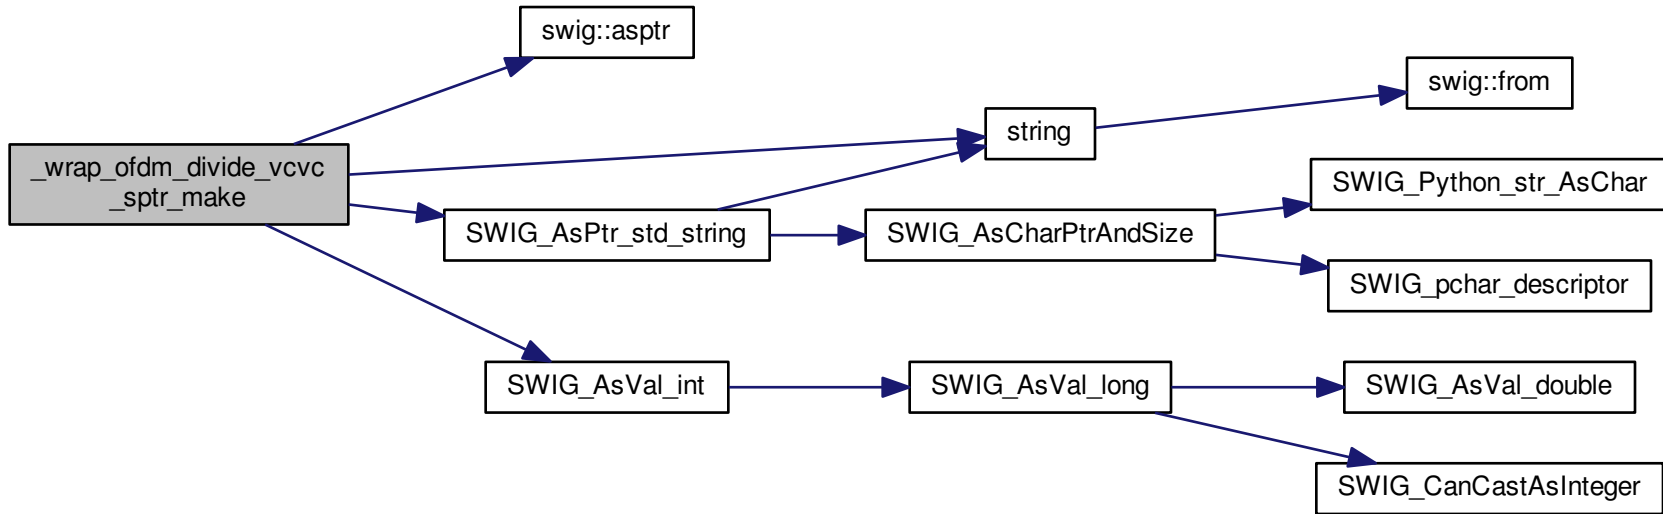 swig::asptr
swig::from
string
_wrap_ofdm_divide_vcvc
_sptr_make
SWIG_Python_str_AsChar
SWIG_AsPtr_std_string
SWIG_AsCharPtrAndSize
SWIG_pchar_descriptor
SWIG_AsVal_int
SWIG_AsVal_long
SWIG_AsVal_double
SWIG_CanCastAsInteger